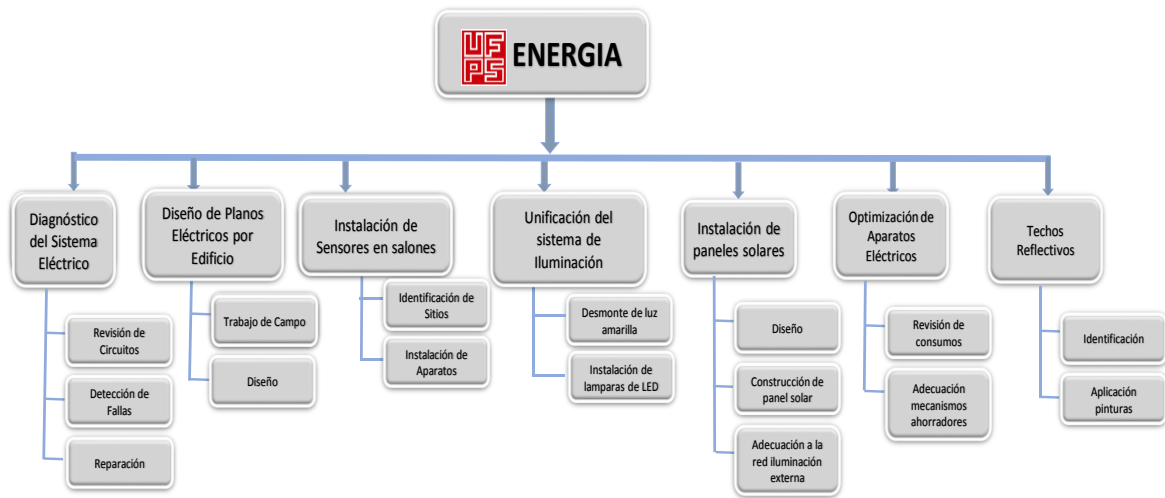 UF
PS
ENERGIA
Diagnóstico
del Sistema
Eléctrico
Revisión de
Circuitos
Detección de
Fallas
Reparación
Diseño de Planos
Eléctricos por
Edificio
Trabajo de Campo
Diseño
Instalación de
Sensores en salones
Identificación de
Sitios
Instalación de
Aparatos
Unificación del
sistema de
Iluminación
Desmonte de luz
amarilla
Instalación de
lamparas de LED
Instalación de
paneles solares
Diseño
Construcción de
panel solar
Adecuación a la
red iluminación
externa
Optimización de
Aparatos
Eléctricos
Revisión de
consumos
Adecuación
mecanismos
ahorradores
Techos
Reflectivos
Identificación
Aplicación
pinturas